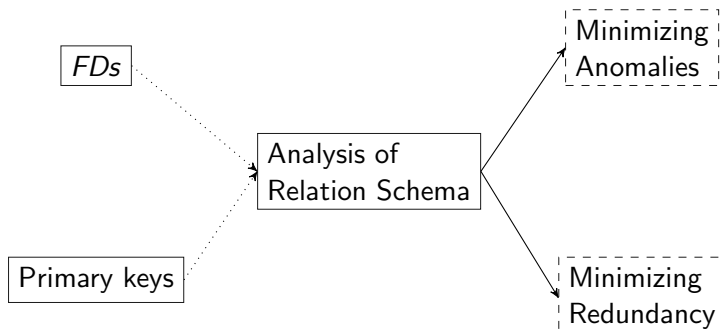 FDs
Primary keys
Analysis of
Relation Schema
Minimizing
Anomalies
Minimizing
Redundancy